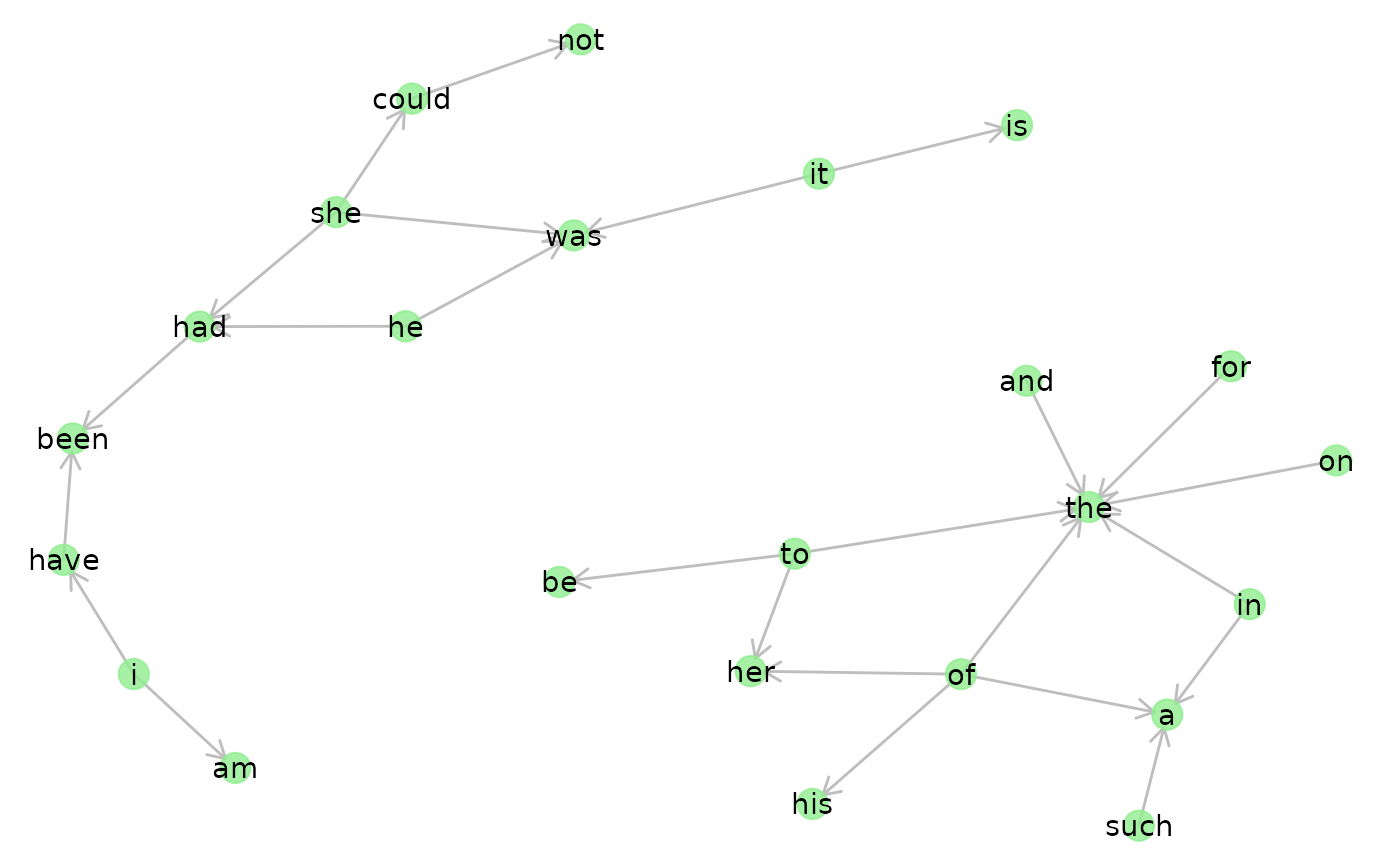 not
could
is
it
she
was
had
he
for
and
been
on
the
to
have
be
in
her
i
of
a
am
his
such